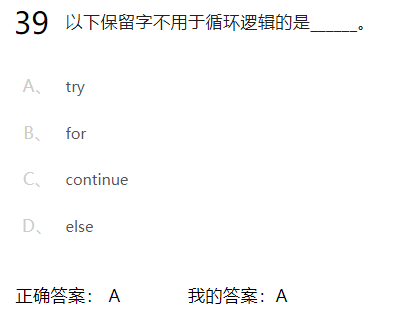 39 以下保留字不用于循环逻辑的是______。
A、 try
B、 for
C、 continue
D、 else
正确答案： A 我的答案：A